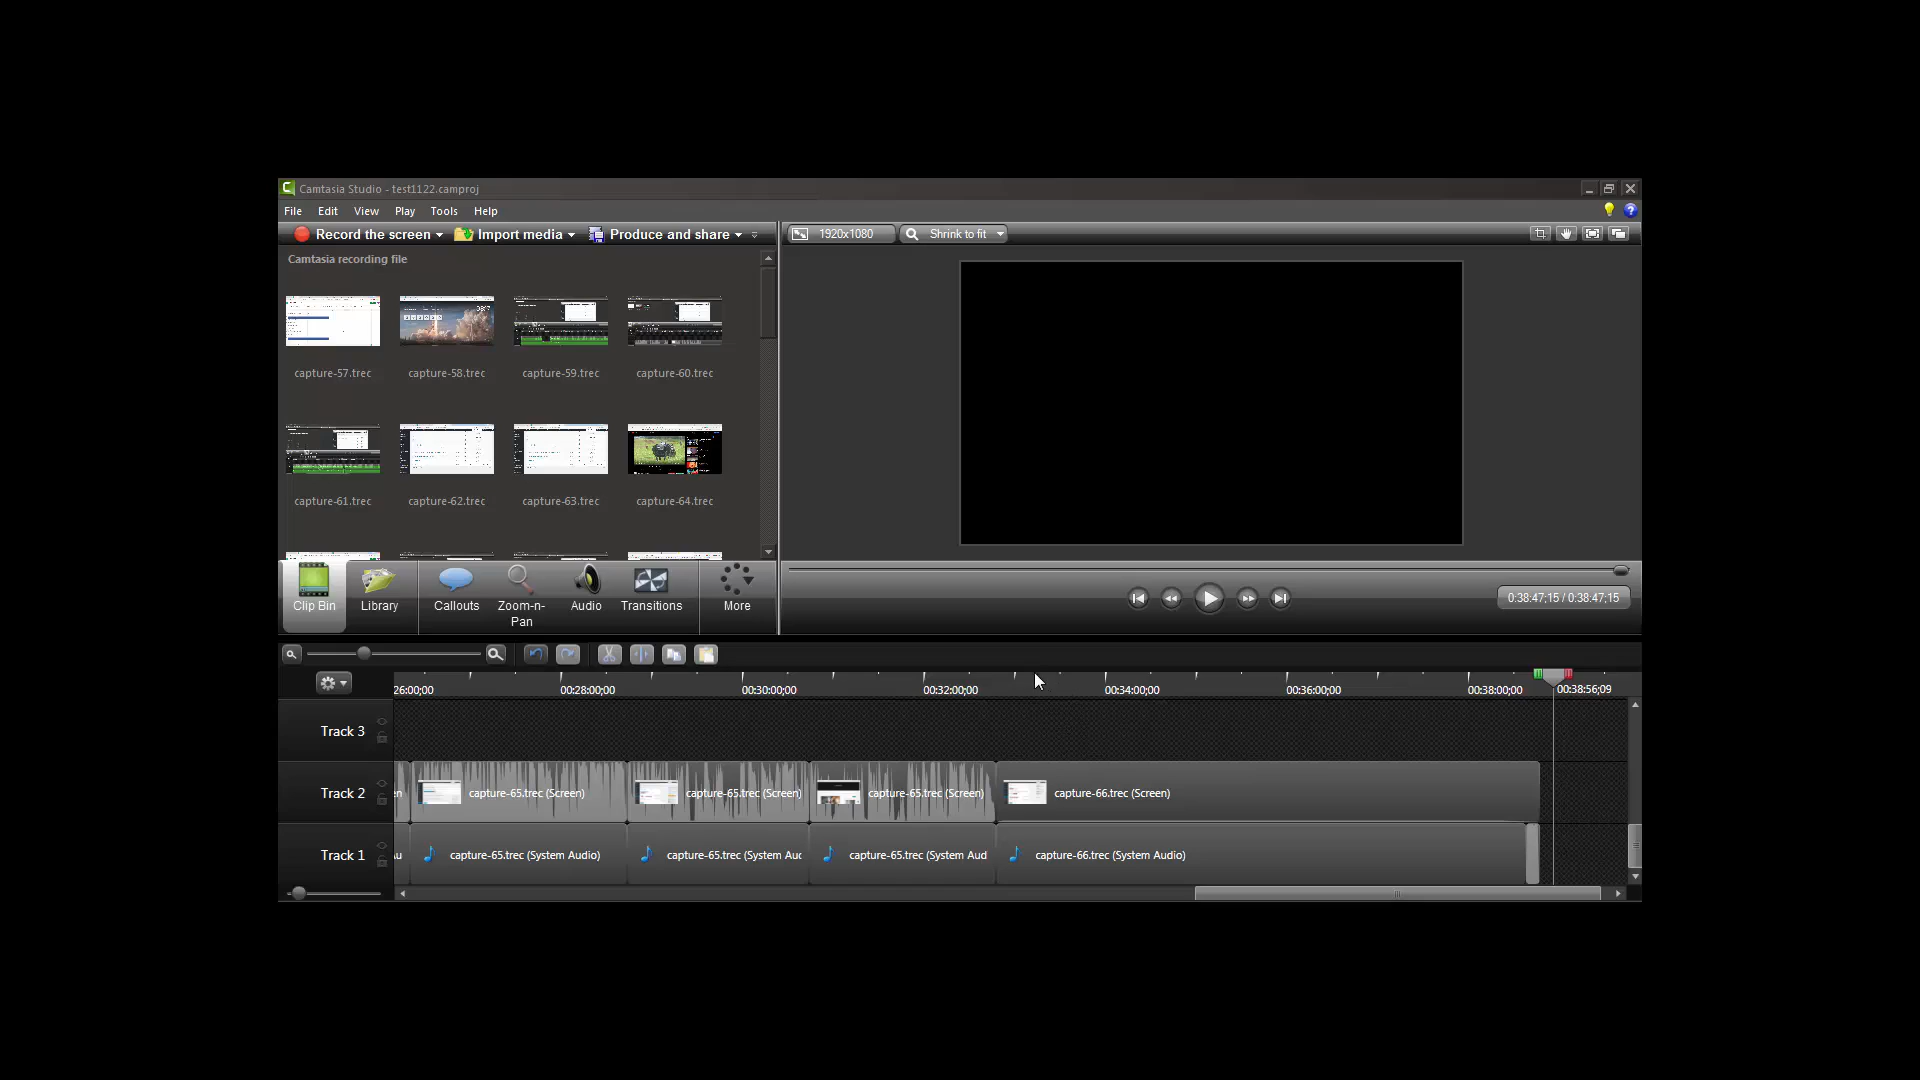 Camtasia Studio - test1122.camproj
File Edit View Play Tools Help
Record the screen Import media Produce and share 1920x1080 Shrink to fit
Camtasia recording file
capture-57.trec capture-58.trec capture-59.trec capture-60.trec
capture-61.trec capture-62.trec capture-63.trec capture-64.trec
Clip Bin Library Callouts Zoom-n-Pan Audio Transitions More
0:38:47;15 / 0:38:47;15
26:00;00 00:28:00;00 00:30:00;00 00:32:00;00 00:34:00;00 00:36:00;00 00:38:00;00 00:38:56;09
Track 3
Track 2 en capture-65.trec (Screen) capture-65.trec (Screen) capture-65.trec (Screen) capture-66.trec (Screen)
Track 1 Au capture-65.trec (System Audio) capture-65.trec (System Auc capture-65.trec (System Aud capture-66.trec (System Audio)